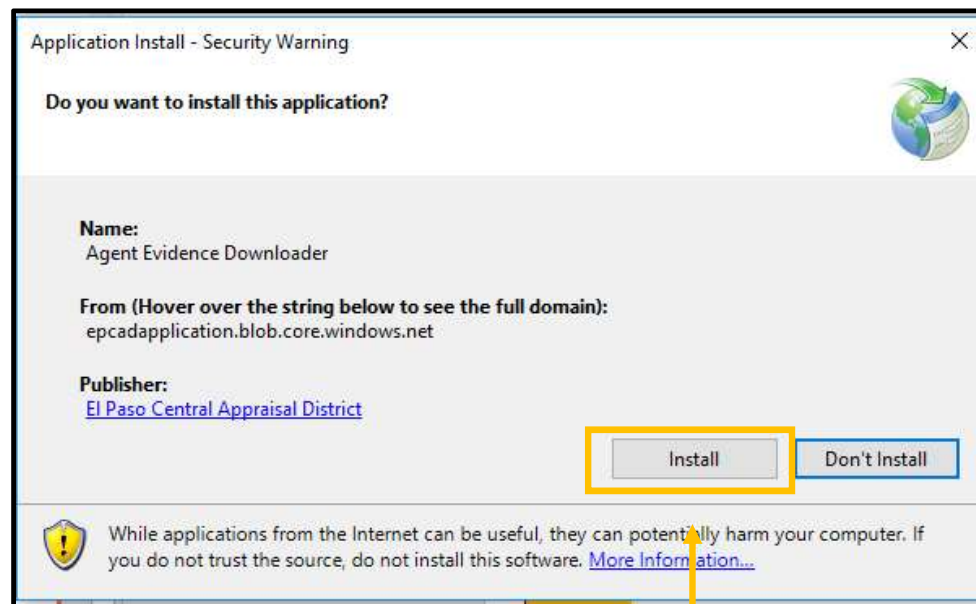 Application Install - Security Warning
Do you want to install this application?
Name:
Agent Evidence Downloader
From (Hover over the string below to see the full domain):
epcadapplication.blob.core.windows.net
Publisher:
El Paso Central Appraisal District
Install
Don't Install
While applications from the Internet can be useful, they can potentially harm your computer. If
you do not trust the source, do not install this software. More Information...